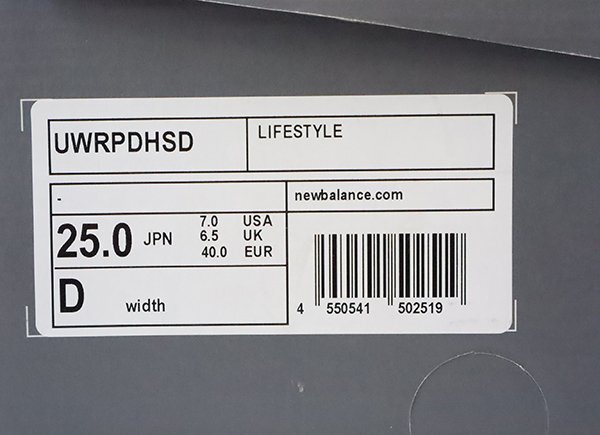 UWRPDHSD
LIFESTYLE
-
newbalance.com
25.0 JPN
7.0 USA
6.5 UK
40.0 EUR
D width
4 550541 502519